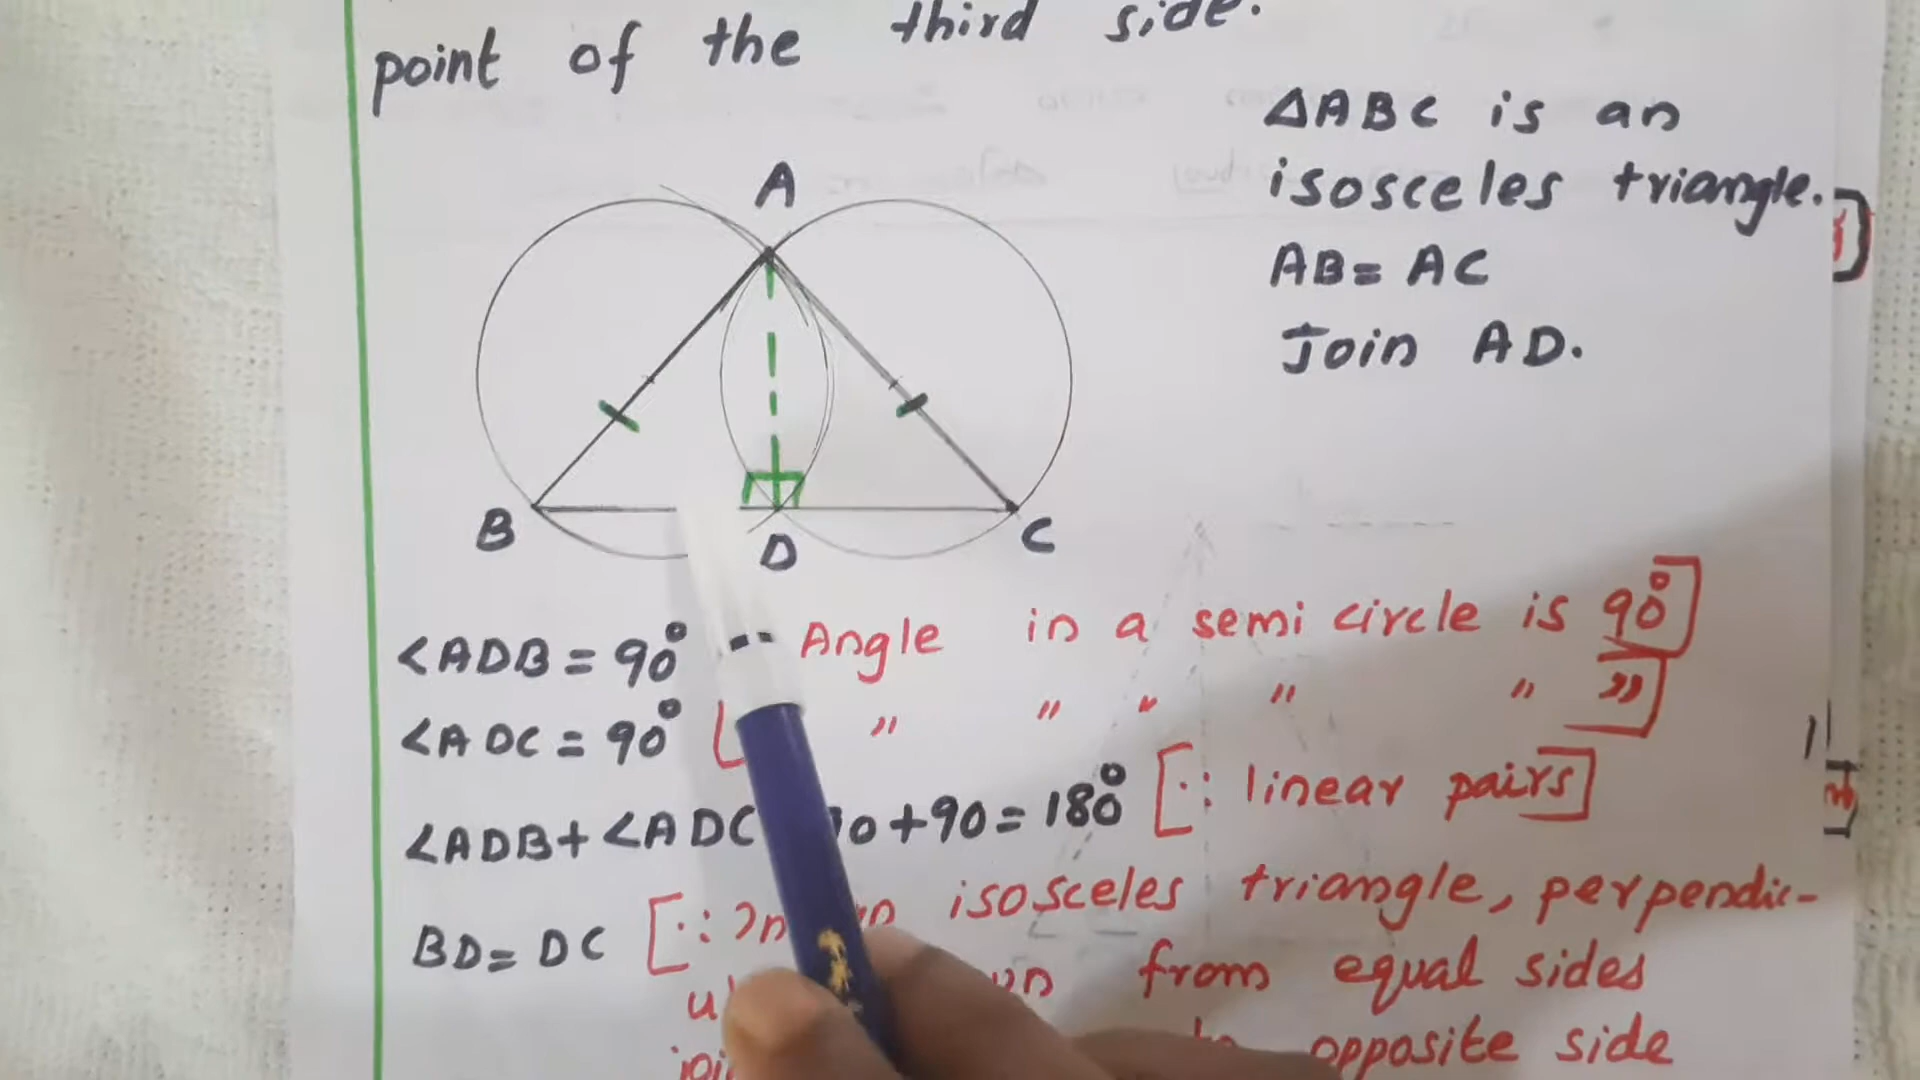 point of the third side.
ΔABC is an
isosceles triangle.
AB = AC
Join AD.
A
B
D
C
∠ADB = 90° Angle in a semi circle is 90°]
∠ADC = 90° [ " " " " " "]
∠ADB + ∠ADC 90 + 90 = 180° [∵ linear pairs]
BD = DC [∵ In isosceles triangle, perpendic-
from equal sides
opposite side